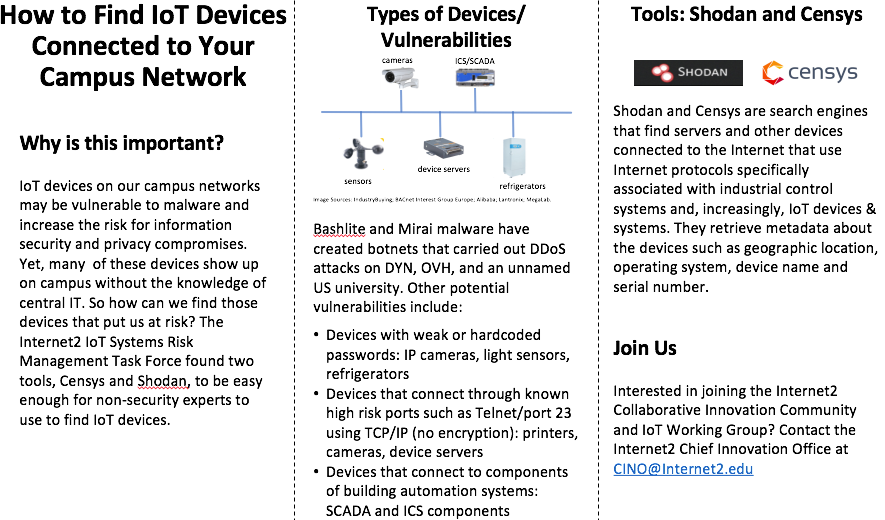 How to Find IoT Devices
Connected to Your
Campus Network
Why is this important?
IoT devices on our campus networks
may be vulnerable to malware and
increase the risk for information
security and privacy compromises.
Yet, many of these devices show up
on campus without the knowledge of
central IT. So how can we find those
devices that put us at risk? The
Internet2 IoT Systems Risk
Management Task Force found two
tools, Censys and Shodan, to be easy
enough for non-security experts to
use to find IoT devices.
Types of Devices/
Vulnerabilities
cameras
ICS/SCADA
sensors
device servers
refrigerators
Image Sources: IndustryBuying, BACnet Interest Group Europe; Alibaba; Lantronix, MegaLab.
Bashlite and Mirai malware have
created botnets that carried out DDoS
attacks on DYN, OVH, and an unnamed
US university. Other potential
vulnerabilities include:
• Devices with weak or hardcoded
passwords: IP cameras, light sensors,
refrigerators
• Devices that connect through known
high risk ports such as Telnet/port 23
using TCP/IP (no encryption): printers,
cameras, device servers
• Devices that connect to components
of building automation systems:
SCADA and ICS components
Tools: Shodan and Censys
SHODAN
censys
Shodan and Censys are search engines
that find servers and other devices
connected to the Internet that use
Internet protocols specifically
associated with industrial control
systems and, increasingly, IoT devices &
systems. They retrieve metadata about
the devices such as geographic location,
operating system, device name and
serial number.
Join Us
Interested in joining the Internet2
Collaborative Innovation Community
and IoT Working Group? Contact the
Internet2 Chief Innovation Office at
CINO@Internet2.edu